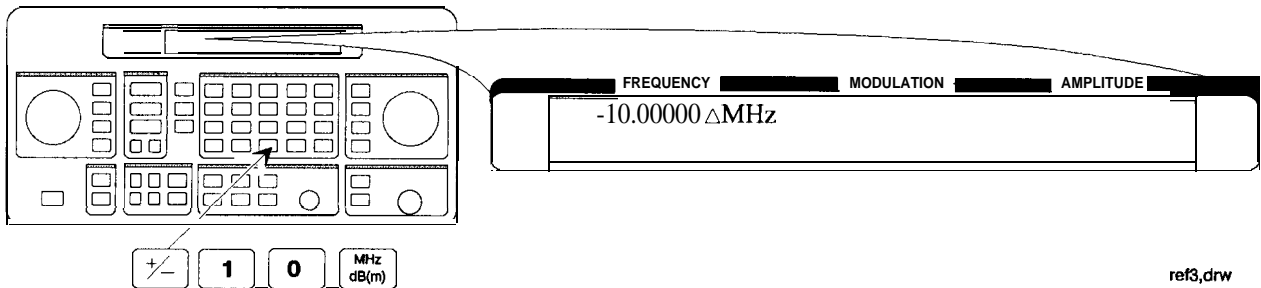 FREQUENCY MODULATION AMPLITUDE
-10.00000 △MHz
+/− 1 0 MHz dB(m)
ref3,drw